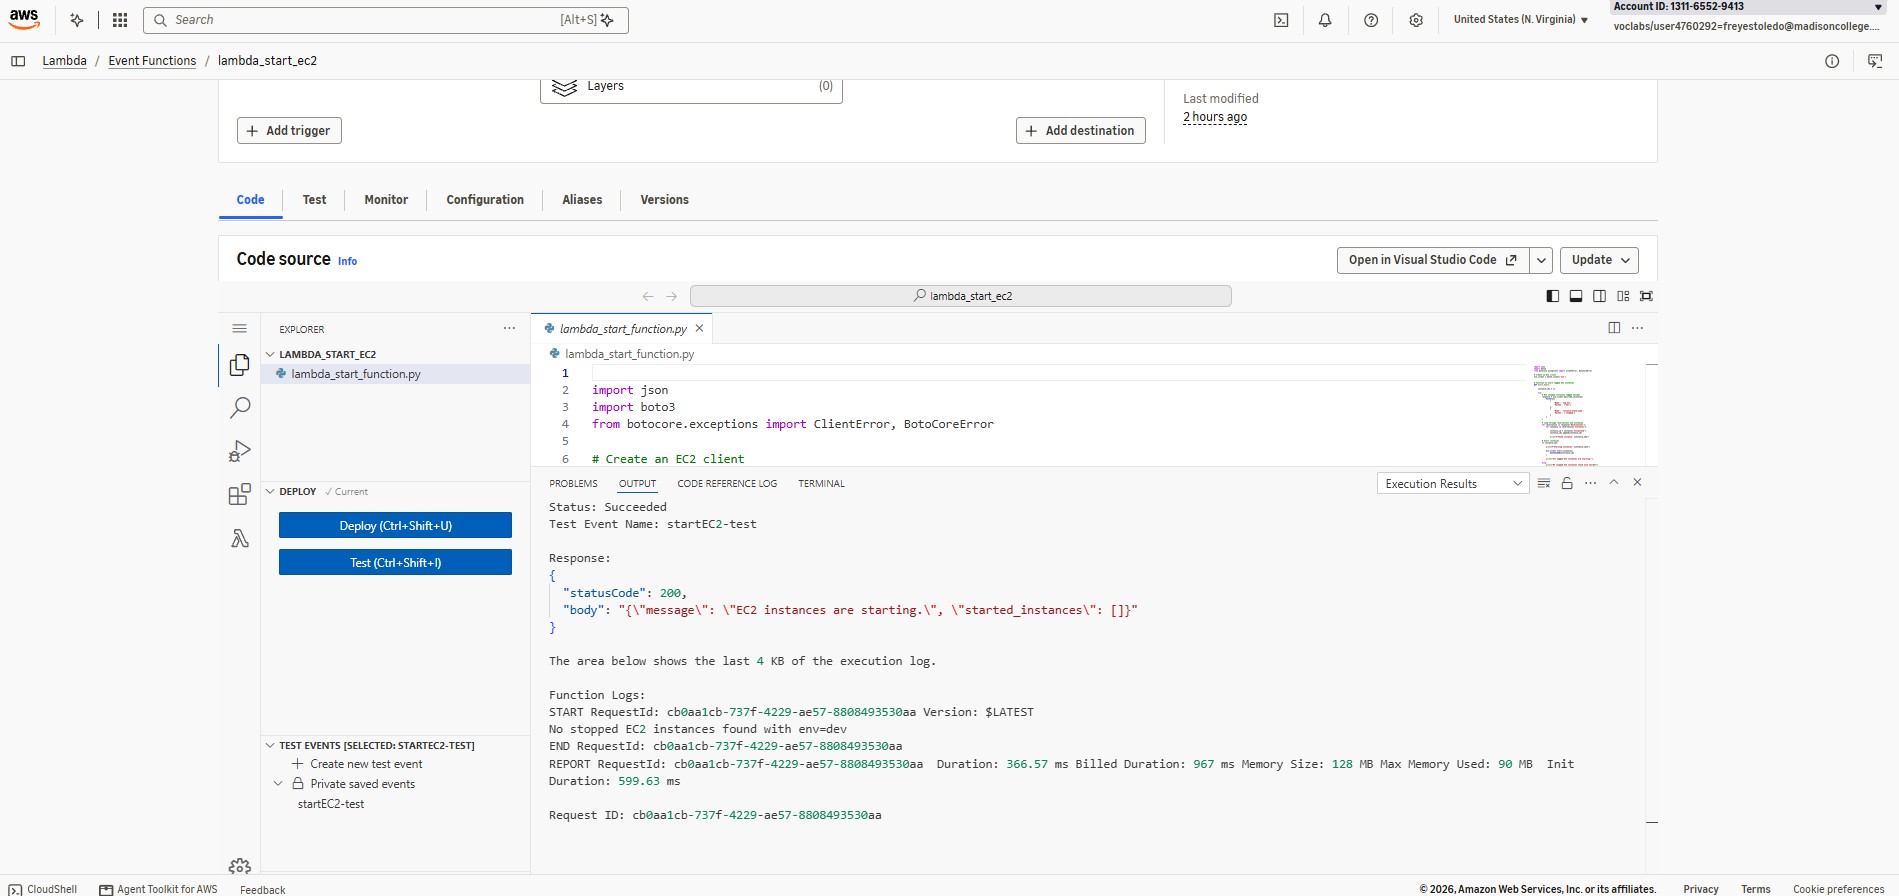 aws
Search [Alt+S]
United States (N. Virginia)
Account ID: 1311-6552-9413
voclabs/user4760292=freyestoledo@madisoncollege....
Lambda / Event Functions / lambda_start_ec2
Layers (0)
Add trigger
Add destination
Last modified
2 hours ago
Code Test Monitor Configuration Aliases Versions
Code source Info
Open in Visual Studio Code
Update
lambda_start_ec2
EXPLORER
LAMBDA_START_EC2
lambda_start_function.py
DEPLOY Current
Deploy (Ctrl+Shift+U)
Test (Ctrl+Shift+I)
TEST EVENTS [SELECTED: STARTEC2-TEST]
Create new test event
Private saved events
startEC2-test
lambda_start_function.py
lambda_start_function.py
1
2 import json
3 import boto3
4 from botocore.exceptions import ClientError, BotoCoreError
5
6 # Create an EC2 client
PROBLEMS OUTPUT CODE REFERENCE LOG TERMINAL
Execution Results
Status: Succeeded
Test Event Name: startEC2-test
Response:
{
"statusCode": 200,
"body": "{\"message\": \"EC2 instances are starting.\", \"started_instances\": []}"
}
The area below shows the last 4 KB of the execution log.
Function Logs:
START RequestId: cb0aa1cb-737f-4229-ae57-8808493530aa Version: $LATEST
No stopped EC2 instances found with env=dev
END RequestId: cb0aa1cb-737f-4229-ae57-8808493530aa
REPORT RequestId: cb0aa1cb-737f-4229-ae57-8808493530aa Duration: 366.57 ms Billed Duration: 967 ms Memory Size: 128 MB Max Memory Used: 90 MB Init
Duration: 599.63 ms
Request ID: cb0aa1cb-737f-4229-ae57-8808493530aa
CloudShell Agent Toolkit for AWS Feedback
© 2026, Amazon Web Services, Inc. or its affiliates. Privacy Terms Cookie preferences